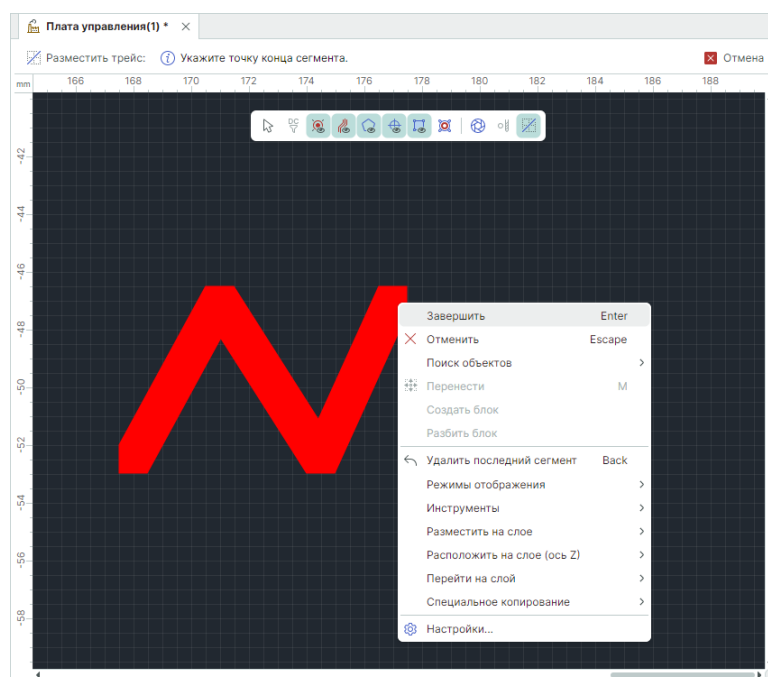 Плата управления(1) *
Разместить трейс: Укажите точку конца сегмента. Отмена
mm 166 168 170 172 174 176 178 180 182 184 186 188
DC
-42
-44
-46
-48
-50
-52
-54
-56
-58
Завершить Enter
Отменить Escape
Поиск объектов
Перенести M
Создать блок
Разбить блок
Удалить последний сегмент Back
Режимы отображения
Инструменты
Разместить на слое
Расположить на слое (ось Z)
Перейти на слой
Специальное копирование
Настройки...